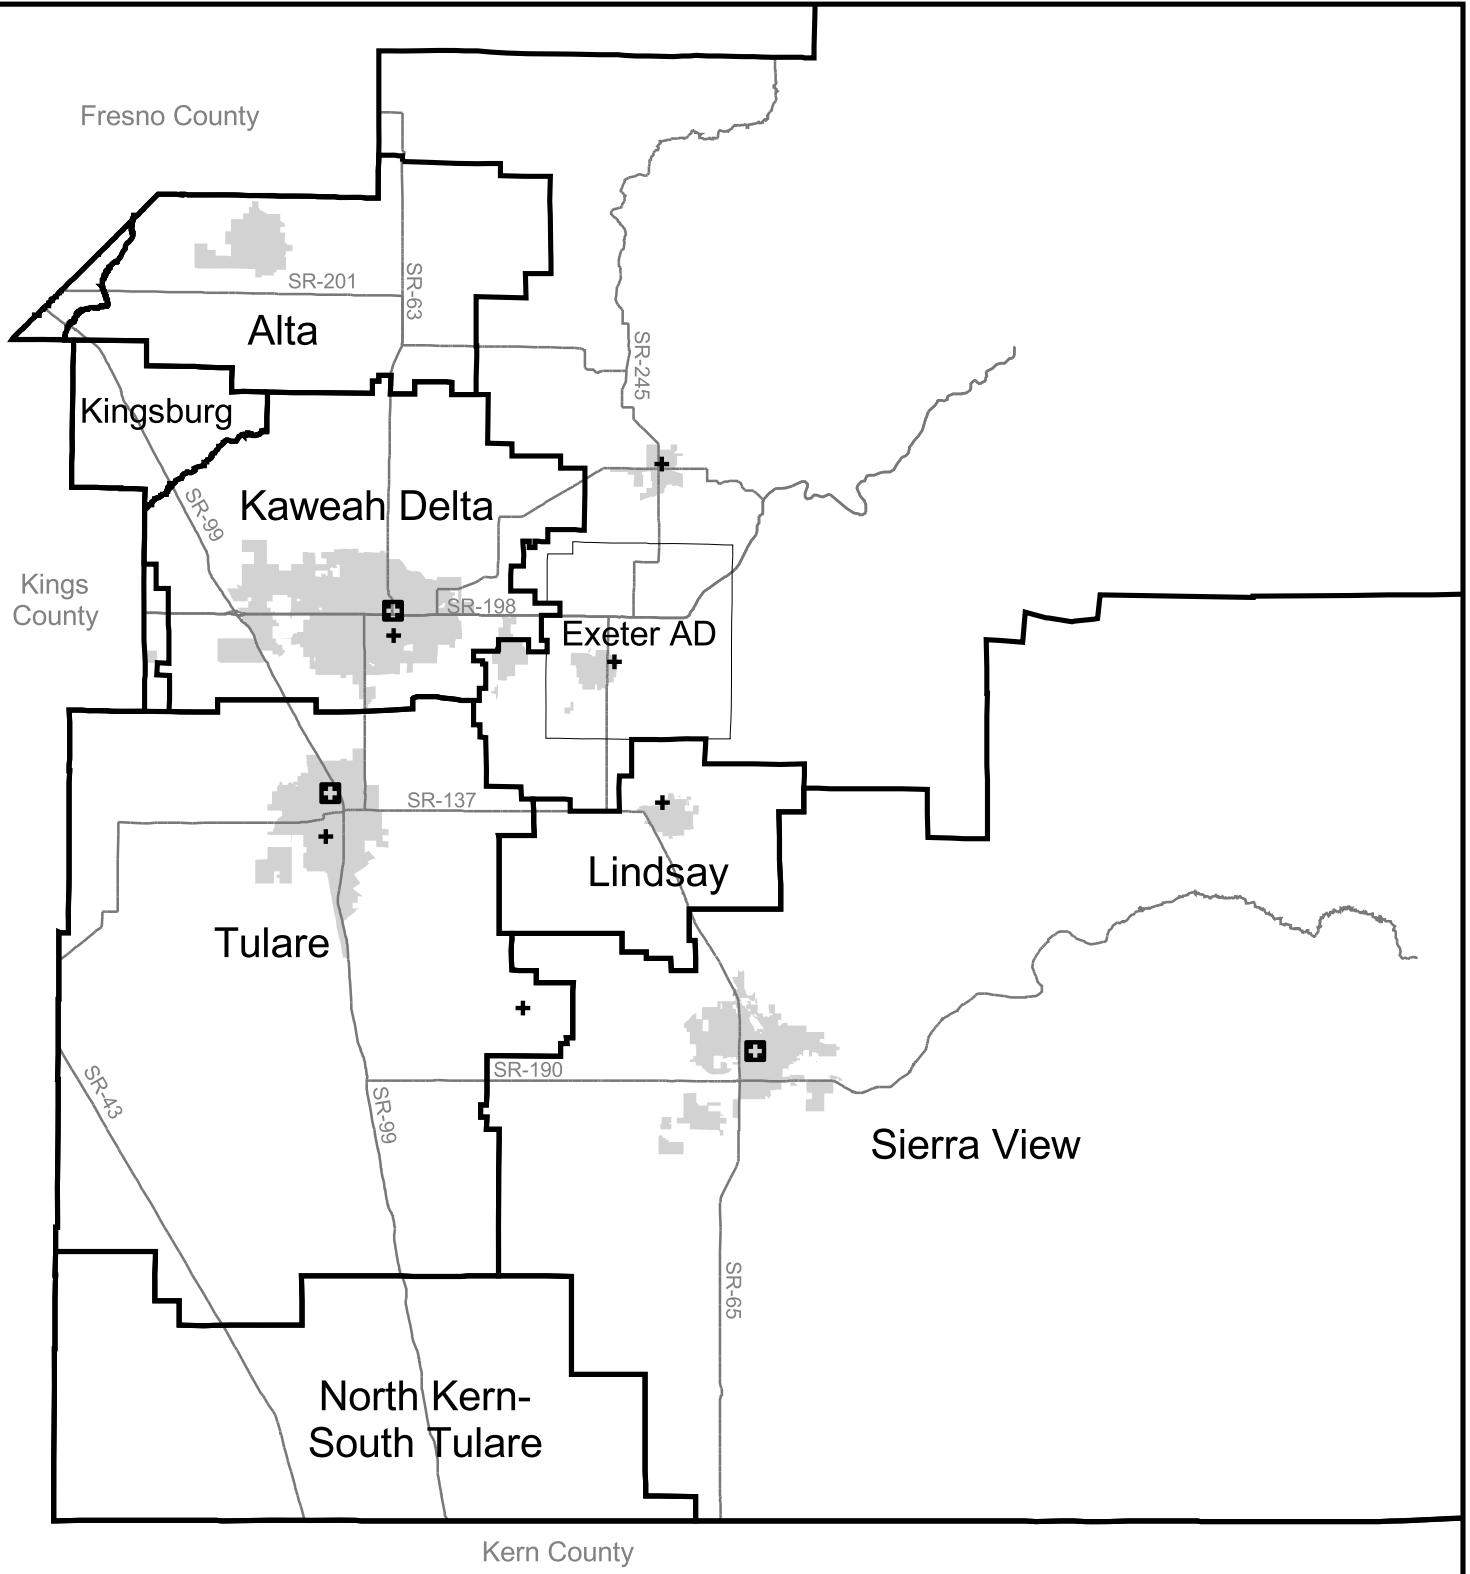 Fresno County
SR-201
SR-63
Alta
SR-245
Kingsburg
Kaweah Delta
SR-99
Kings
County
SR-198
Exeter AD
SR-137
Lindsay
Tulare
SR-190
SR-43
SR-99
Sierra View
SR-65
North Kern-
South Tulare
Kern County